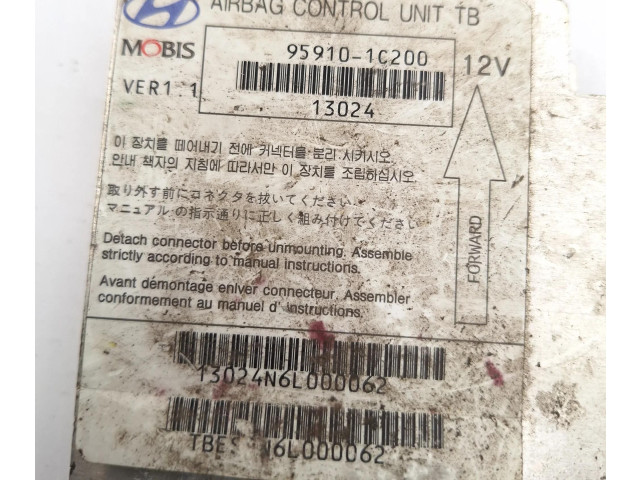 AIRBAG CONTROL UNIT TB
MOBIS
95910-1C200
12V
VER1.1
13024
이 장치를 떼어내기 전에 커넥터를 분리 시키시오
안내 책자의 지침에 따라서만 이 장치를 조립하십시오.
取り外す前にコネクタを抜いてください
マニュアルの指示通りに正しく組み付けてください
Detach connector before unmounting. Assemble
strictly according to manual instructions.
Avant démontage enlver connecteur. Assembler
conformement au manuel d' instructions.
FORWARD
13024N6L000062
6L000062